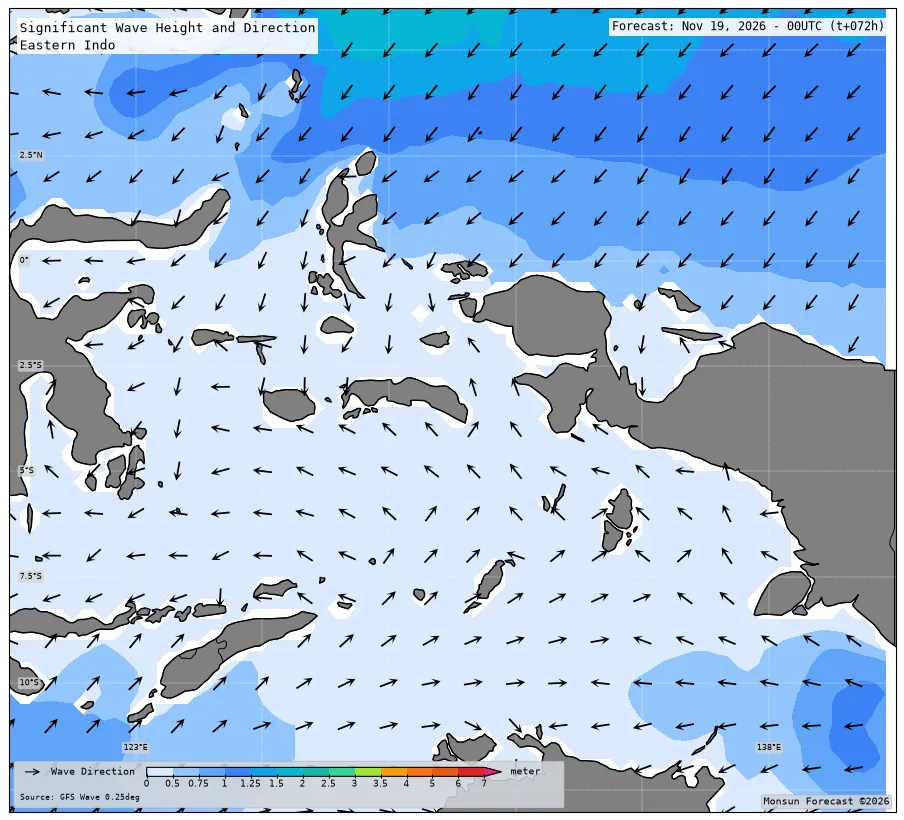 Significant Wave Height and Direction
Eastern Indo
Forecast: Nov 19, 2026 - 00UTC (t+072h)
2.5°N
0°
2.5°S
5°S
7.5°S
10°S
123°E
138°E
Wave Direction
meter
0 0.5 0.75 1 1.25 1.5 2 2.5 3 3.5 4 5 6 7
Source: GFS Wave 0.25deg
Monsun Forecast ©2026